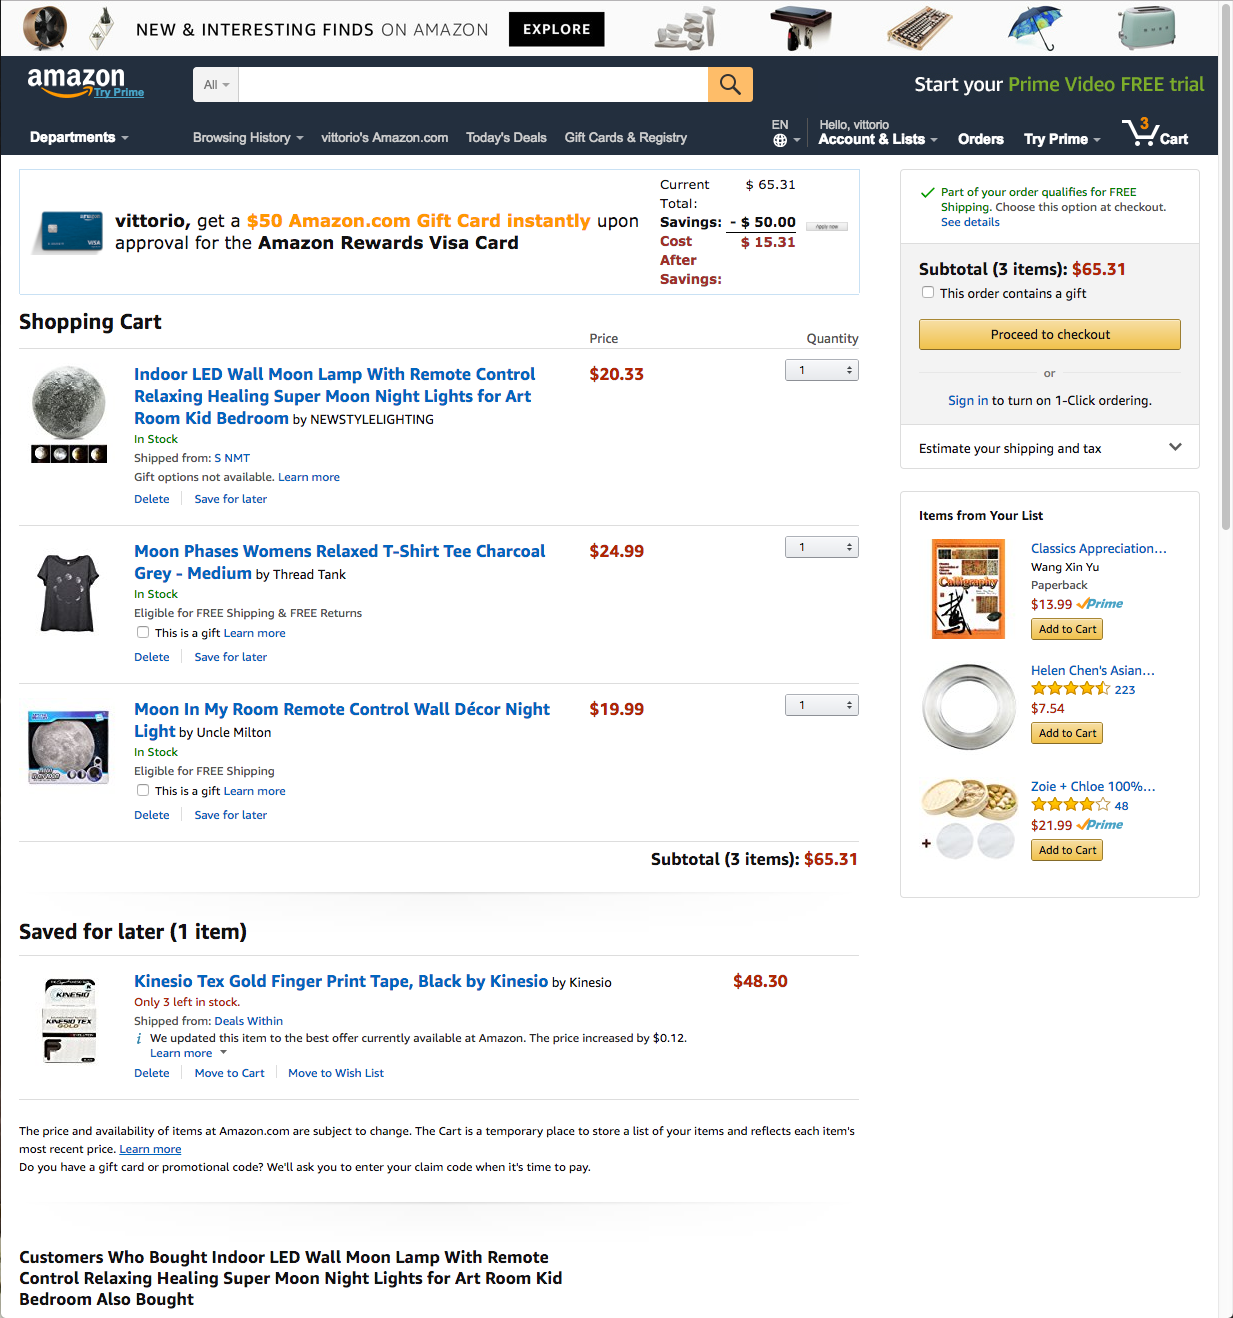 NEW & INTERESTING FINDS ON AMAZON EXPLORE
amazon
Try Prime
All
Start your Prime Video FREE trial
Departments
Browsing History
vittorio's Amazon.com
Today's Deals
Gift Cards & Registry
EN
Hello, vittorio
Account & Lists
Orders
Try Prime
3
Cart
vittorio, get a $50 Amazon.com Gift Card instantly upon
approval for the Amazon Rewards Visa Card
Current
Total:
$ 65.31
Savings: - $ 50.00
Cost
After
Savings:
$ 15.31
Apply now
Part of your order qualifies for FREE
Shipping. Choose this option at checkout.
See details
Subtotal (3 items): $65.31
This order contains a gift
Proceed to checkout
or
Sign in to turn on 1-Click ordering.
Estimate your shipping and tax
Shopping Cart
Price
Quantity
Indoor LED Wall Moon Lamp With Remote Control
Relaxing Healing Super Moon Night Lights for Art
Room Kid Bedroom by NEWSTYLELIGHTING
$20.33
1
In Stock
Shipped from: S NMT
Gift options not available. Learn more
Delete
Save for later
Moon Phases Womens Relaxed T-Shirt Tee Charcoal
Grey - Medium by Thread Tank
$24.99
1
In Stock
Eligible for FREE Shipping & FREE Returns
This is a gift Learn more
Delete
Save for later
Moon In My Room Remote Control Wall Décor Night
Light by Uncle Milton
$19.99
1
In Stock
Eligible for FREE Shipping
This is a gift Learn more
Delete
Save for later
Subtotal (3 items): $65.31
Items from Your List
Calligraphy
Classics Appreciation...
Wang Xin Yu
Paperback
$13.99 Prime
Add to Cart
Helen Chen's Asian...
223
$7.54
Add to Cart
Zoie + Chloe 100%...
48
$21.99 Prime
Add to Cart
Saved for later (1 item)
KINESIO
KINESIO TEX
GOLD
Kinesio Tex Gold Finger Print Tape, Black by Kinesio by Kinesio
$48.30
Only 3 left in stock.
Shipped from: Deals Within
i We updated this item to the best offer currently available at Amazon. The price increased by $0.12.
Learn more
Delete
Move to Cart
Move to Wish List
The price and availability of items at Amazon.com are subject to change. The Cart is a temporary place to store a list of your items and reflects each item's
most recent price. Learn more
Do you have a gift card or promotional code? We'll ask you to enter your claim code when it's time to pay.
Customers Who Bought Indoor LED Wall Moon Lamp With Remote
Control Relaxing Healing Super Moon Night Lights for Art Room Kid
Bedroom Also Bought